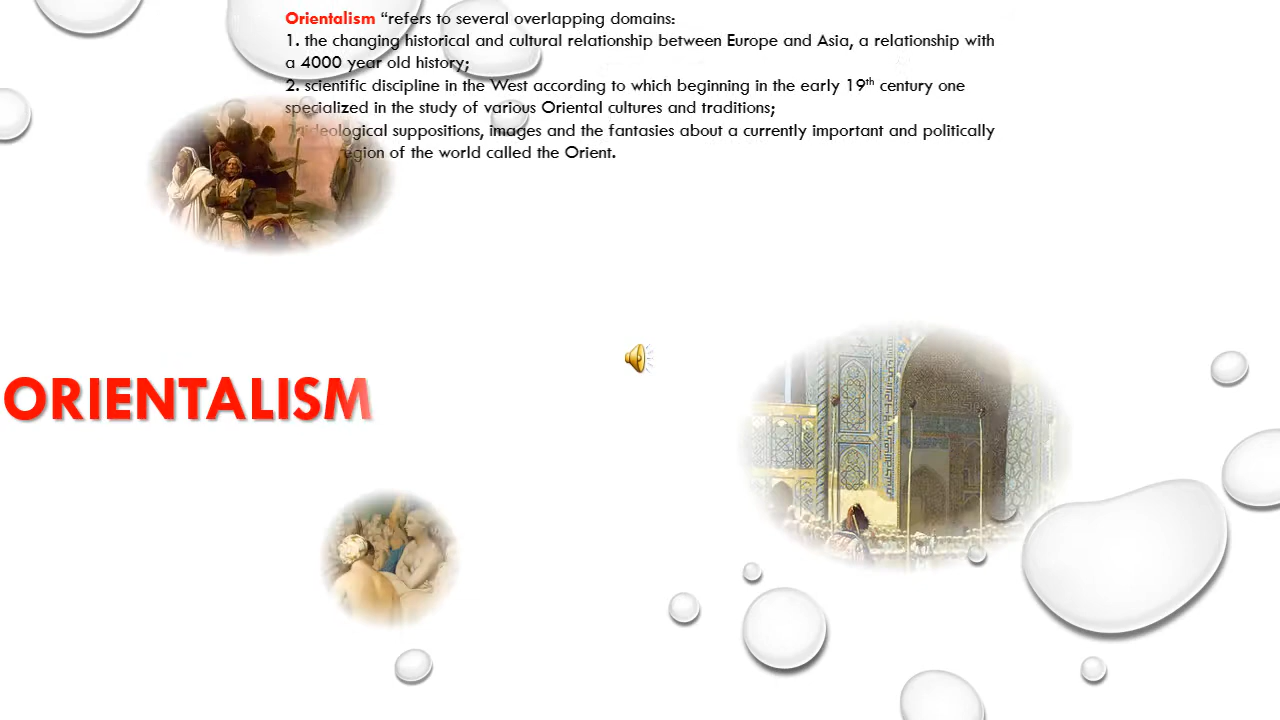 Orientalism “refers to several overlapping domains:
1. the changing historical and cultural relationship between Europe and Asia, a relationship with
a 4000 year old history;
2. scientific discipline in the West according to which beginning in the early 19th century one
specialized in the study of various Oriental cultures and traditions;
ideological suppositions, images and the fantasies about a currently important and politically
region of the world called the Orient.
ORIENTALISM